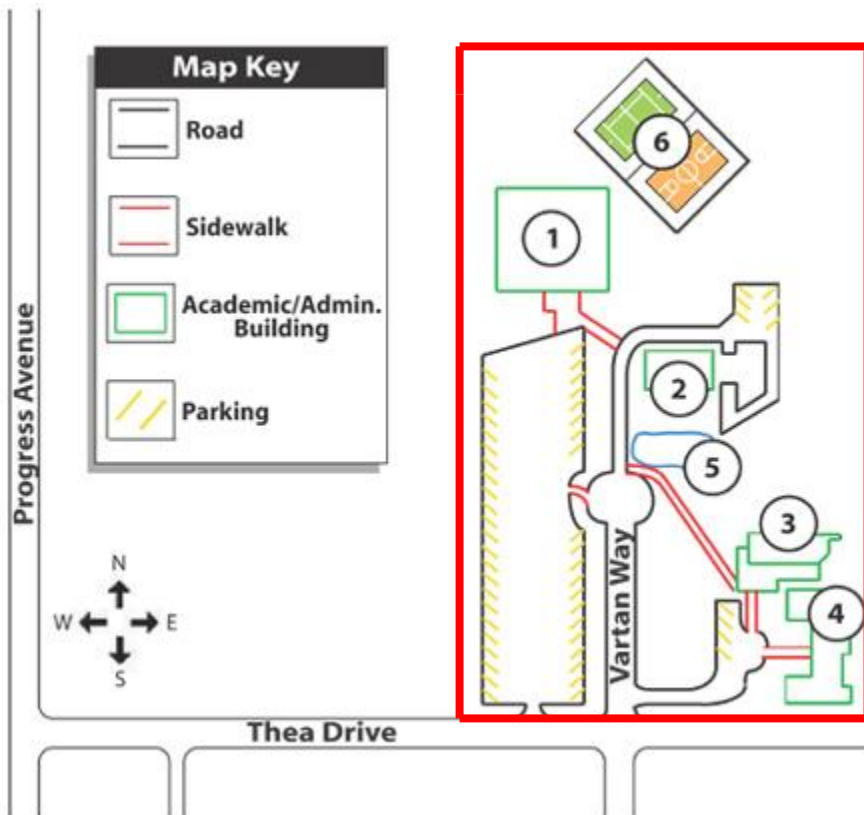 Map Key
Road
Sidewalk
Academic/Admin.
Building
Parking
Progress Avenue
N
W E
S
Thea Drive
Vartan Way
6
1
2
5
3
4